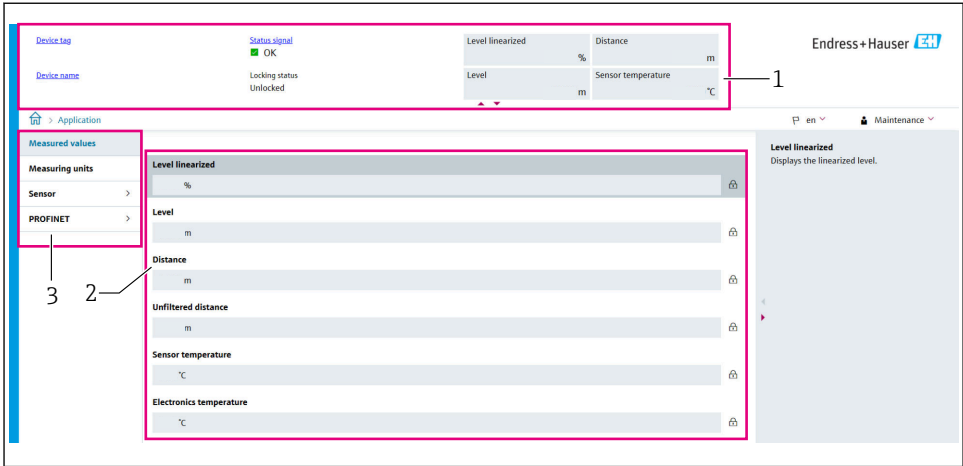 Device tag
Status signal
OK
Level linearized
%
Distance
m
Endress+Hauser EH
Device name
Locking status
Unlocked
Level
m
Sensor temperature
°C
1
> Application
en
Maintenance
Measured values
Measuring units
Sensor >
PROFINET >
3
2
Level linearized
%
Level
m
Distance
m
Unfiltered distance
m
Sensor temperature
°C
Electronics temperature
°C
Level linearized
Displays the linearized level.